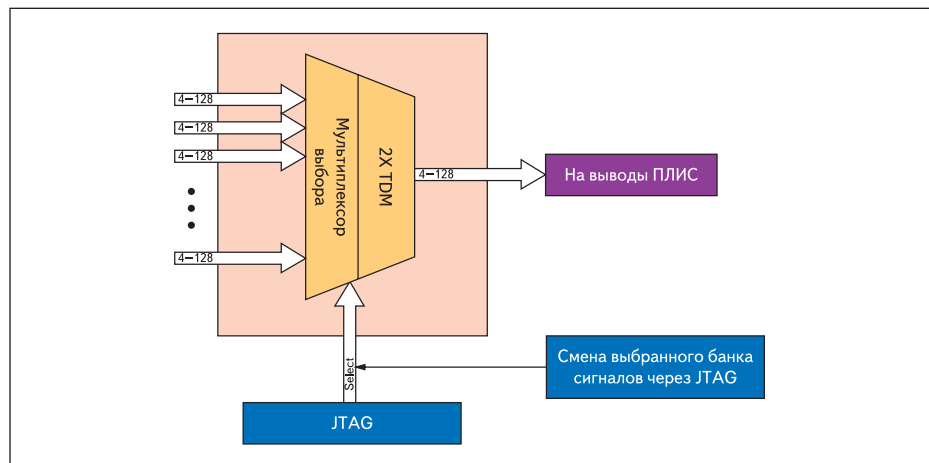 4–128
4–128
4–128
4–128
Мультиплексор
выбора
2X TDM
4–128
На выводы ПЛИС
Select
Смена выбранного банка
сигналов через JTAG
JTAG